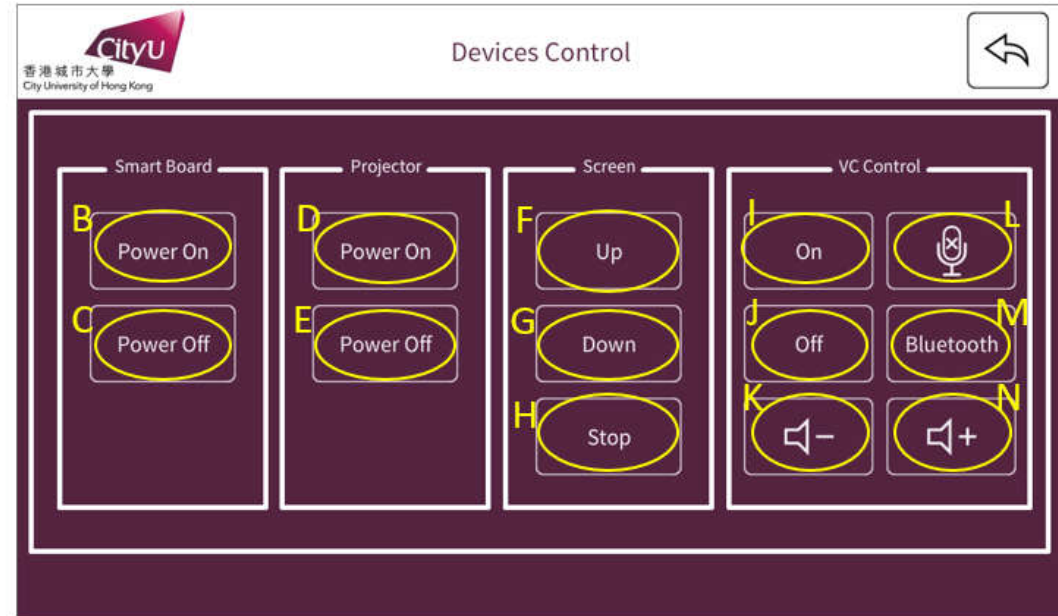 CityU
香港城市大學
City University of Hong Kong
Devices Control
Smart Board
Projector
Screen
VC Control
B
Power On
D
Power On
F
Up
I
On
L
C
Power Off
E
Power Off
G
Down
J
Off
M
Bluetooth
H
Stop
K
N